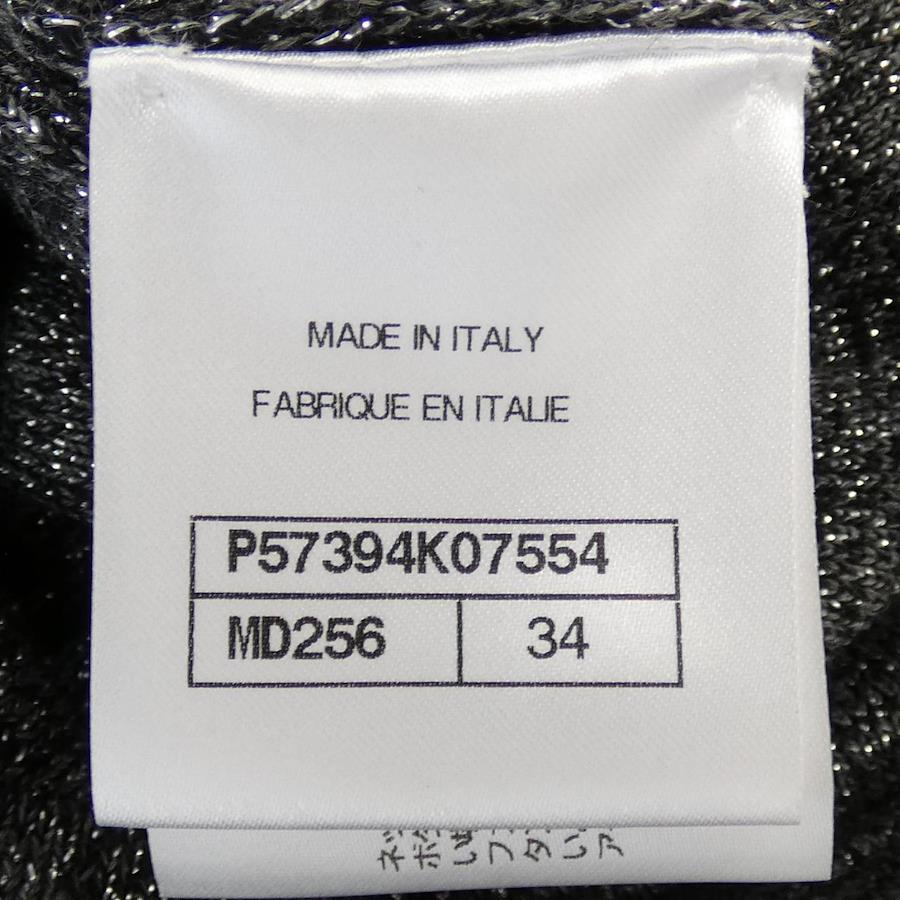 MADE IN ITALY
FABRIQUE EN ITALIE
P57394K07554
MD256 34